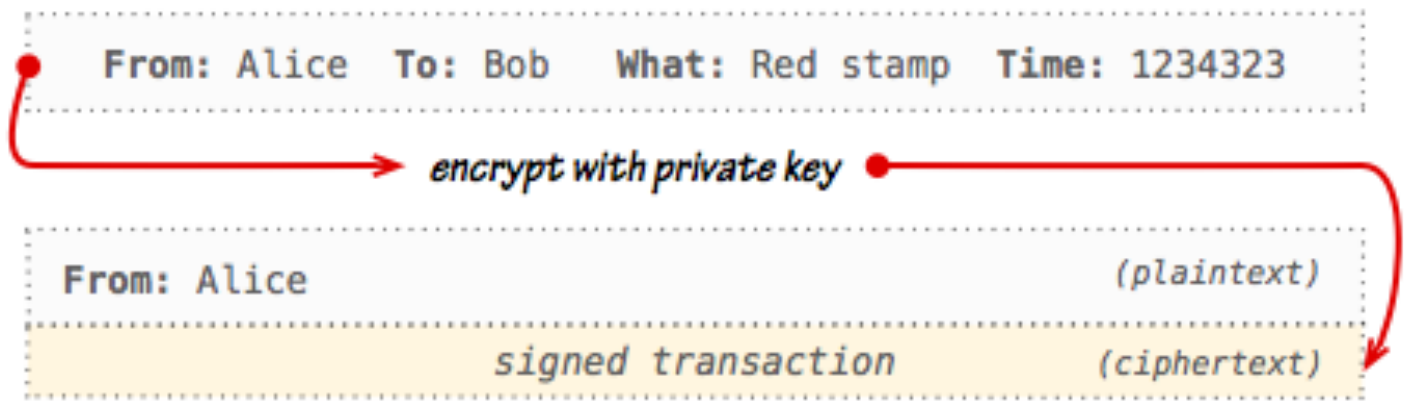 From: Alice To: Bob What: Red stamp Time: 1234323
encrypt with private key
From: Alice (plaintext)
signed transaction (ciphertext)